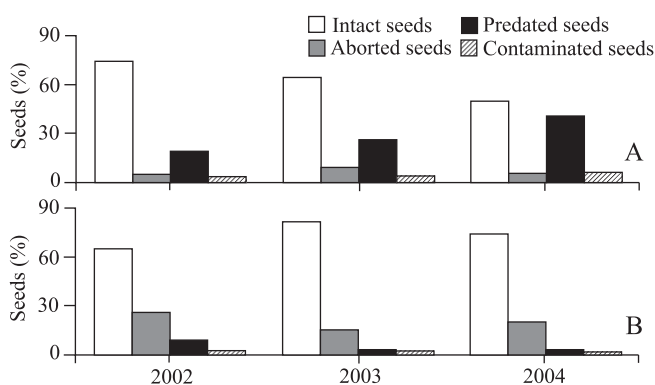 Intact seeds Predated seeds
Aborted seeds Contaminated seeds
Seeds (%)
90
60
30
0
A
Seeds (%)
90
60
30
0
B
2002 2003 2004